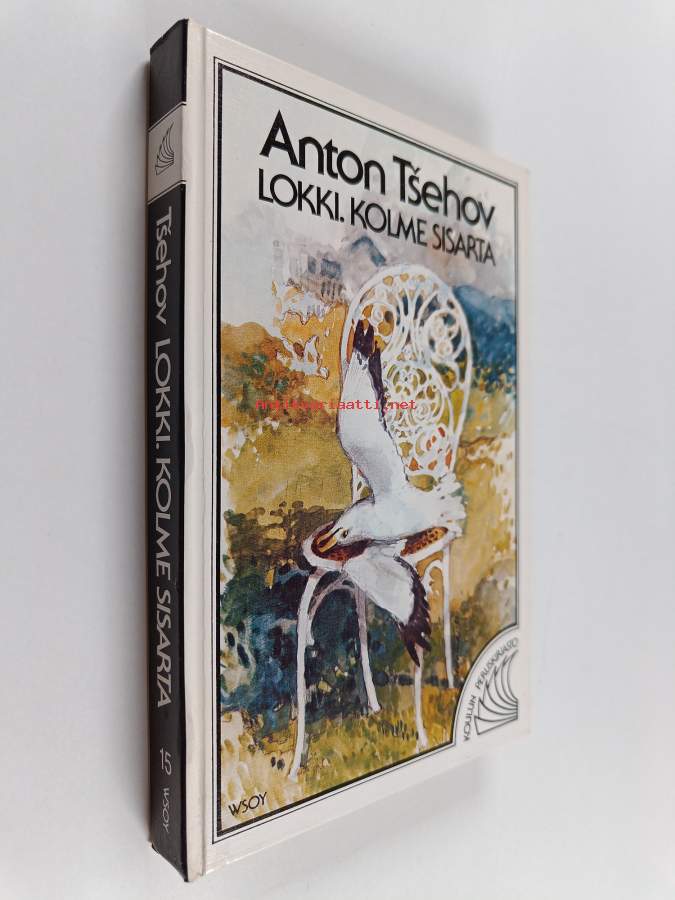 Anton Tšehov
LOKKI. KOLME SISARTA
Antikvariaatti.net
KOULUN PERUSKIRJASTO
WSOY
Tšehov LOKKI. KOLME SISARTA
15 WSOY